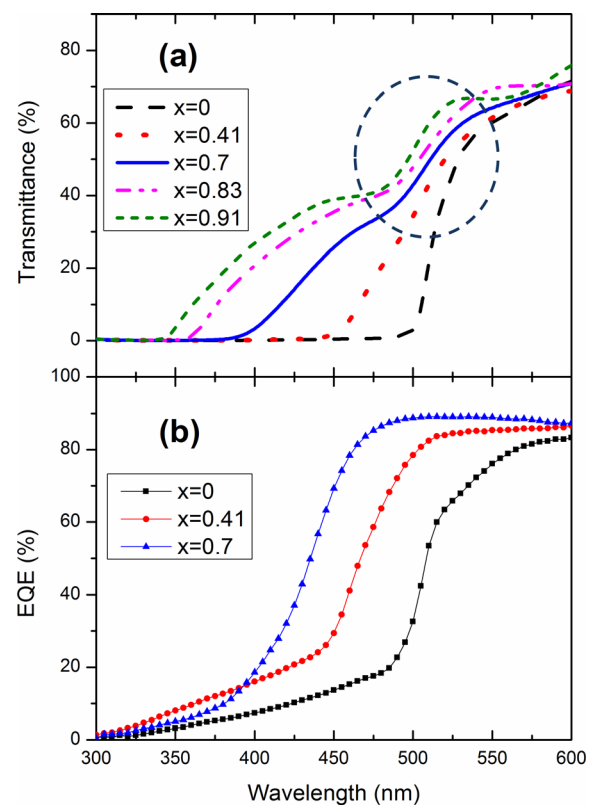 (a)
Transmittance (%)
80
60
40
20
0
x=0
x=0.41
x=0.7
x=0.83
x=0.91
(b)
EQE (%)
100
80
60
40
20
0
x=0
x=0.41
x=0.7
300 350 400 450 500 550 600
Wavelength (nm)